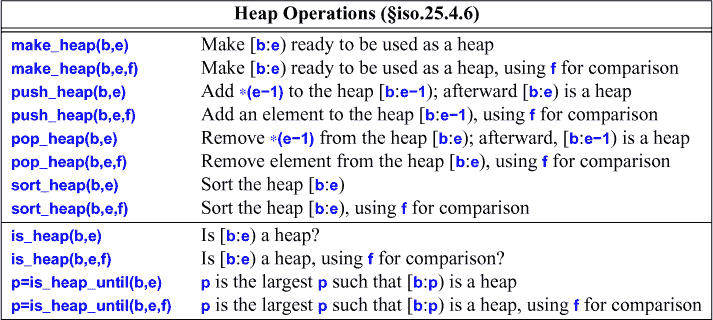 Heap Operations (§iso.25.4.6)
make_heap(b,e) Make [b:e) ready to be used as a heap
make_heap(b,e,f) Make [b:e) ready to be used as a heap, using f for comparison
push_heap(b,e) Add *(e−1) to the heap [b:e−1); afterward [b:e) is a heap
push_heap(b,e,f) Add an element to the heap [b:e−1), using f for comparison
pop_heap(b,e) Remove *(e−1) from the heap [b:e); afterward, [b:e−1) is a heap
pop_heap(b,e,f) Remove element from the heap [b:e), using f for comparison
sort_heap(b,e) Sort the heap [b:e)
sort_heap(b,e,f) Sort the heap [b:e), using f for comparison
is_heap(b,e) Is [b:e) a heap?
is_heap(b,e,f) Is [b:e) a heap, using f for comparison?
p=is_heap_until(b,e) p is the largest p such that [b:p) is a heap
p=is_heap_until(b,e,f) p is the largest p such that [b:p) is a heap, using f for comparison